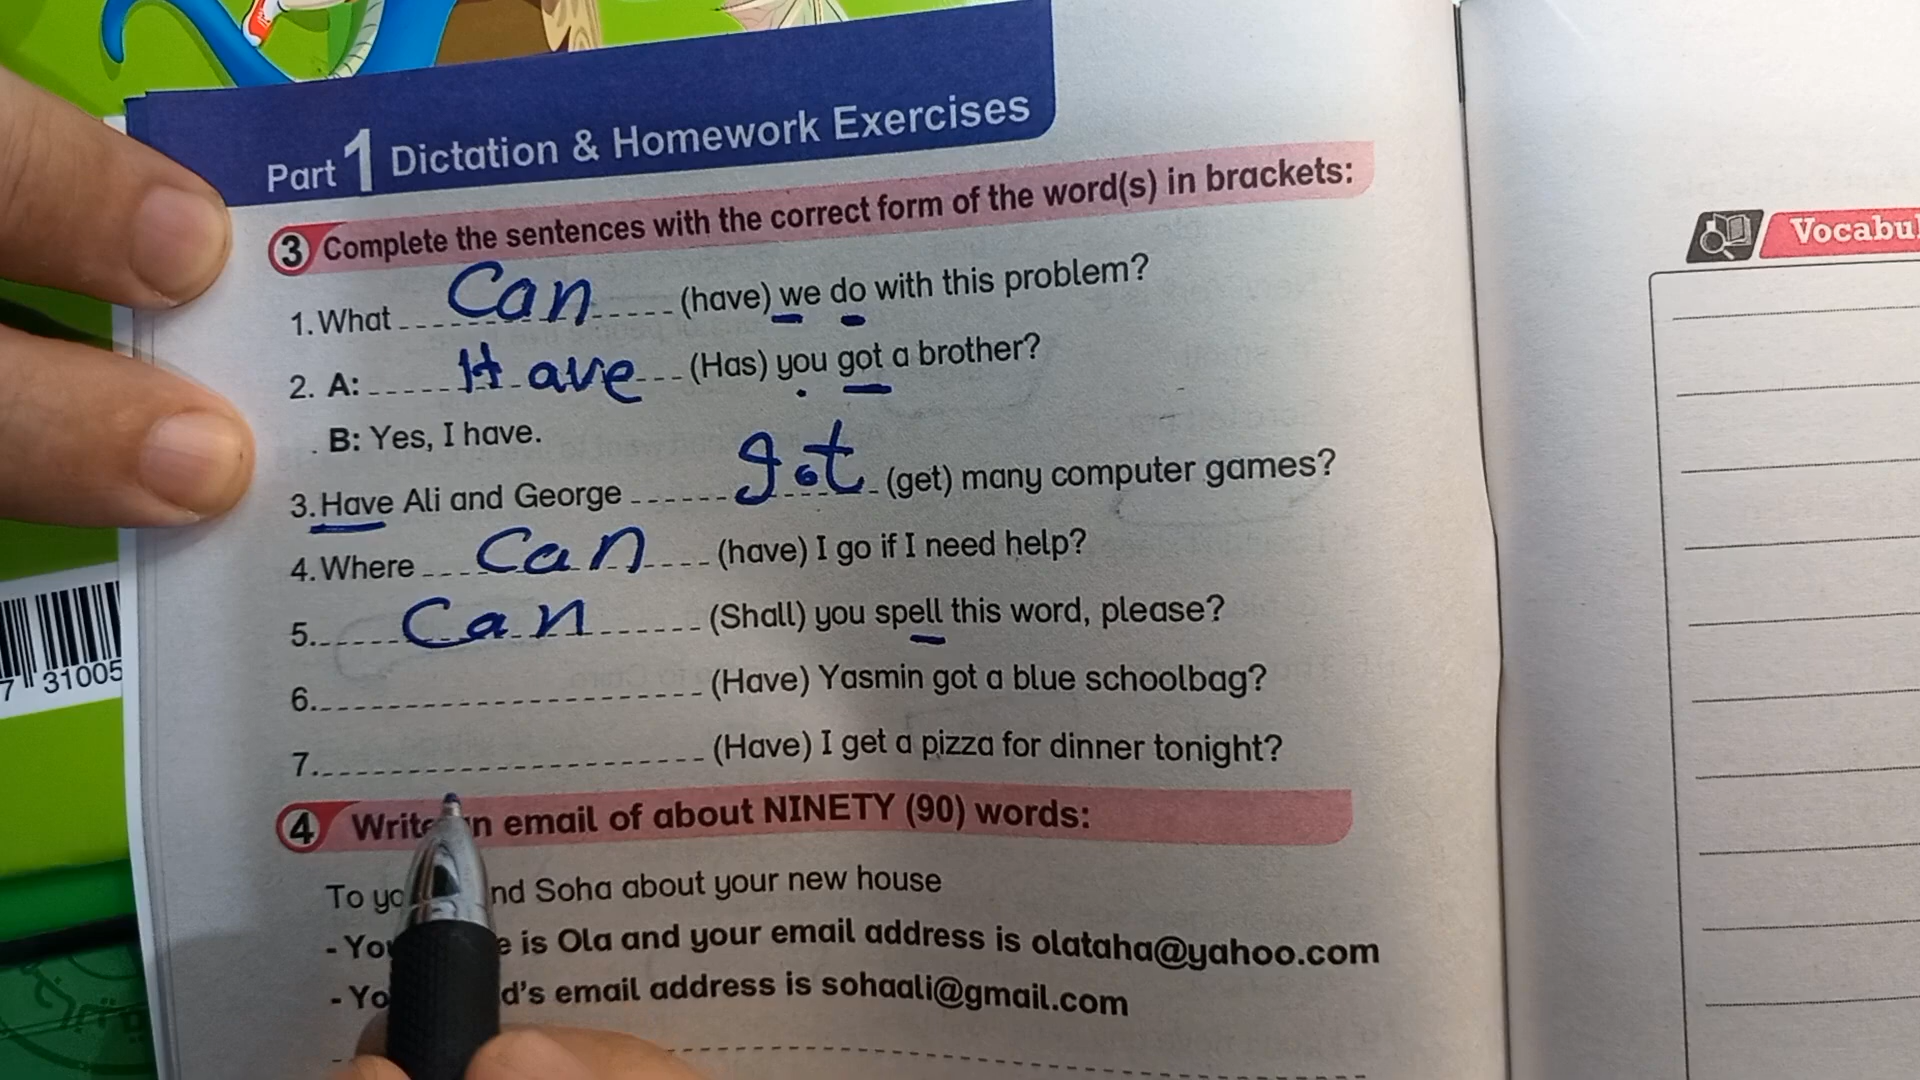 Part 1 Dictation & Homework Exercises
3 Complete the sentences with the correct form of the word(s) in brackets:
1. What Can (have) we do with this problem?
2. A: Have (Has) you got a brother?
B: Yes, I have.
3. Have Ali and George got (get) many computer games?
4. Where Can (have) I go if I need help?
5. Can (Shall) you spell this word, please?
6. (Have) Yasmin got a blue schoolbag?
7. (Have) I get a pizza for dinner tonight?
4 Write an email of about NINETY (90) words:
To nd Soha about your new house
- e is Ola and your email address is olataha@yahoo.com
- d's email address is sohaali@gmail.com
Vocabul
7 31005